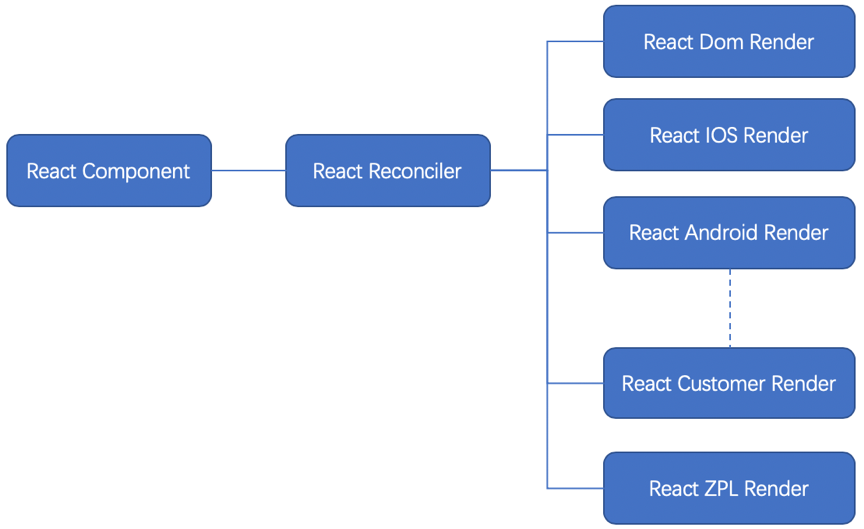 React Component
React Reconciler
React Dom Render
React IOS Render
React Android Render
React Customer Render
React ZPL Render